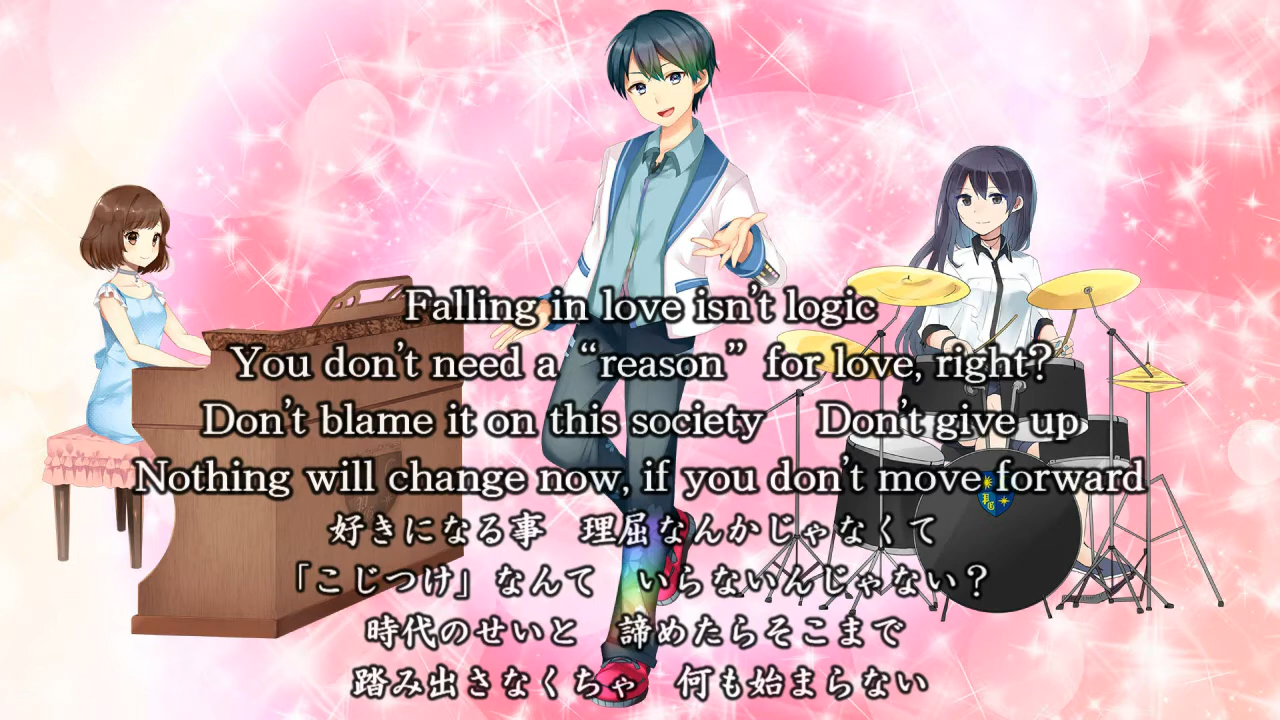 Falling in love isn't logic
You don't need a “reason” for love, right?
Don't blame it on this society　Don't give up
Nothing will change now, if you don't move forward
好きになる事　理屈なんかじゃなくて
「こじつけ」なんて　いらないんじゃない？
時代のせいと　諦めたらそこまで
踏み出さなくちゃ　何も始まらない